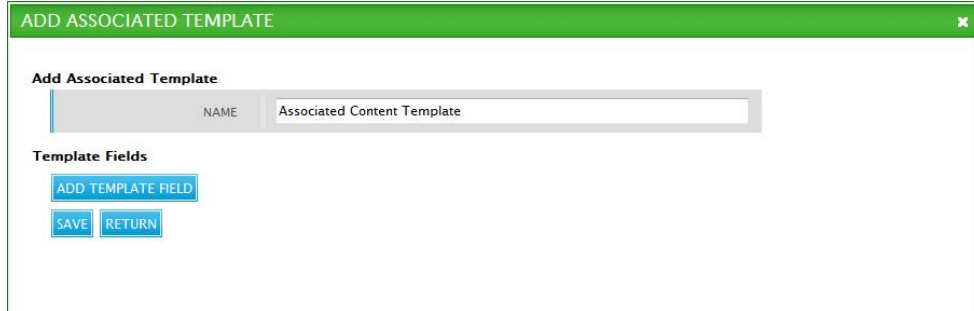 ADD ASSOCIATED TEMPLATE
Add Associated Template
NAME Associated Content Template
Template Fields
ADD TEMPLATE FIELD
SAVE RETURN